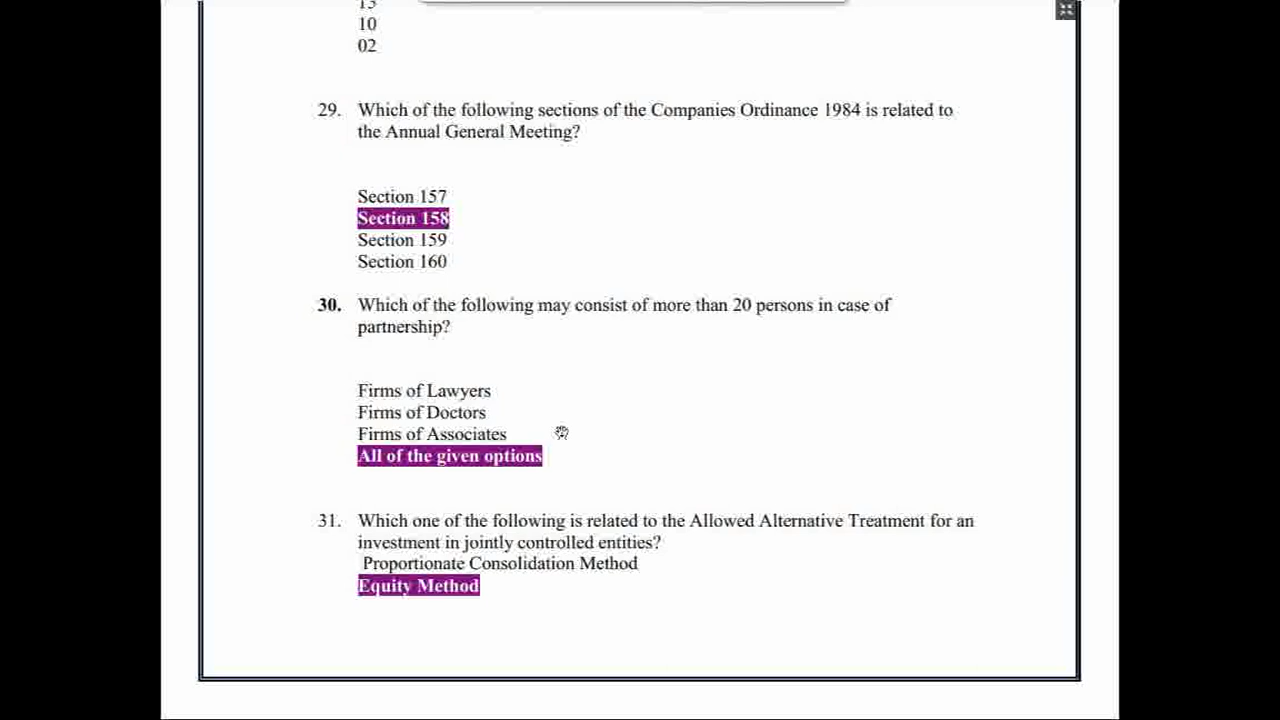 10
02
29. Which of the following sections of the Companies Ordinance 1984 is related to
the Annual General Meeting?
Section 157
Section 158
Section 159
Section 160
30. Which of the following may consist of more than 20 persons in case of
partnership?
Firms of Lawyers
Firms of Doctors
Firms of Associates
All of the given options
31. Which one of the following is related to the Allowed Alternative Treatment for an
investment in jointly controlled entities?
Proportionate Consolidation Method
Equity Method